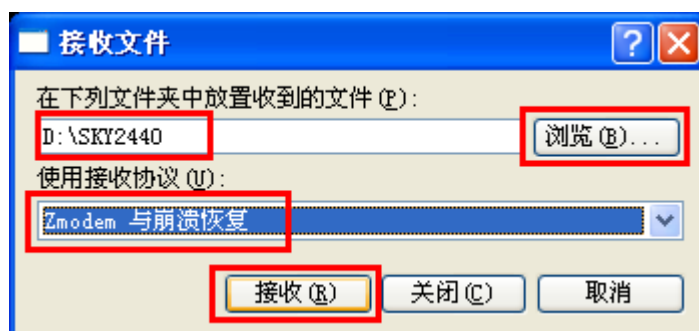 接收文件
在下列文件夹中放置收到的文件(P):
D:\SKY2440 浏览(B)...
使用接收协议(U):
Zmodem 与崩溃恢复
接收(R) 关闭(C) 取消